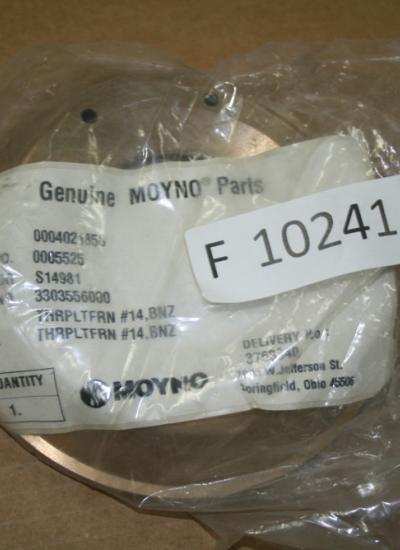 Genuine MOYNO® Parts
F 10241
O. 0005525
S14981
3303556000
THRPLTFRN #14,BNZ
THRPLTFRN #14,BNZ
DELIVERY No:
QUANTITY
1.
MOYNO
W.Jefferson St.
Springfield, Ohio 45506